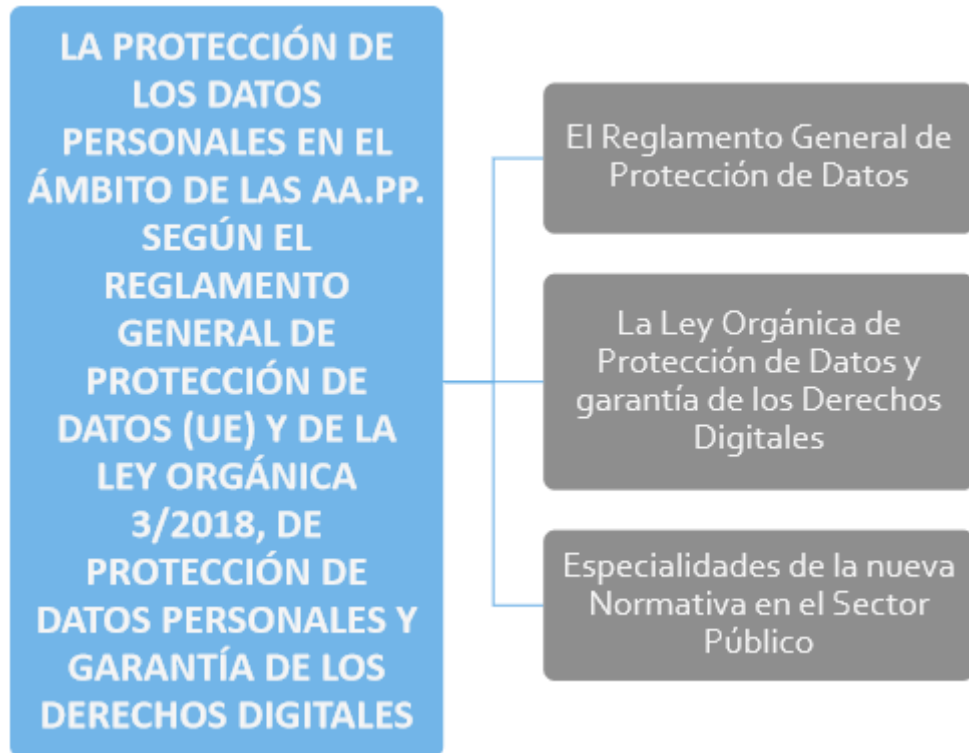 LA PROTECCIÓN DE
LOS DATOS
PERSONALES EN EL
ÁMBITO DE LAS AA.PP.
SEGÚN EL
REGLAMENTO
GENERAL DE
PROTECCIÓN DE
DATOS (UE) Y DE LA
LEY ORGÁNICA
3/2018, DE
PROTECCIÓN DE
DATOS PERSONALES Y
GARANTÍA DE LOS
DERECHOS DIGITALES
El Reglamento General de
Protección de Datos
La Ley Orgánica de
Protección de Datos y
garantía de los Derechos
Digitales
Especialidades de la nueva
Normativa en el Sector
Público